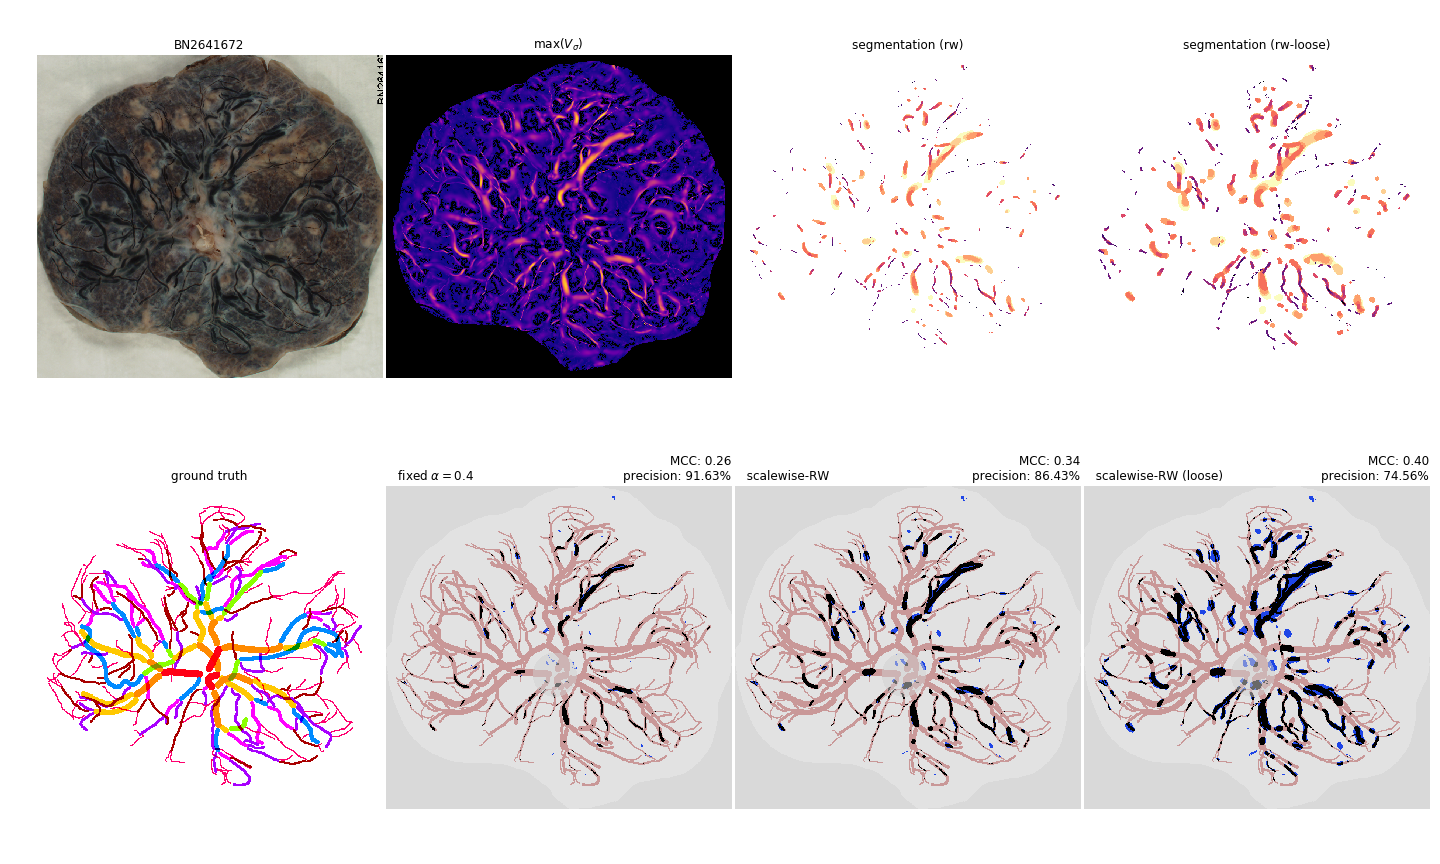 BN2641672
max(Vσ)
segmentation (rw)
segmentation (rw-loose)
ground truth
fixed α = 0.4
MCC: 0.26
precision: 91.63%
scalewise-RW
MCC: 0.34
precision: 86.43%
scalewise-RW (loose)
MCC: 0.40
precision: 74.56%